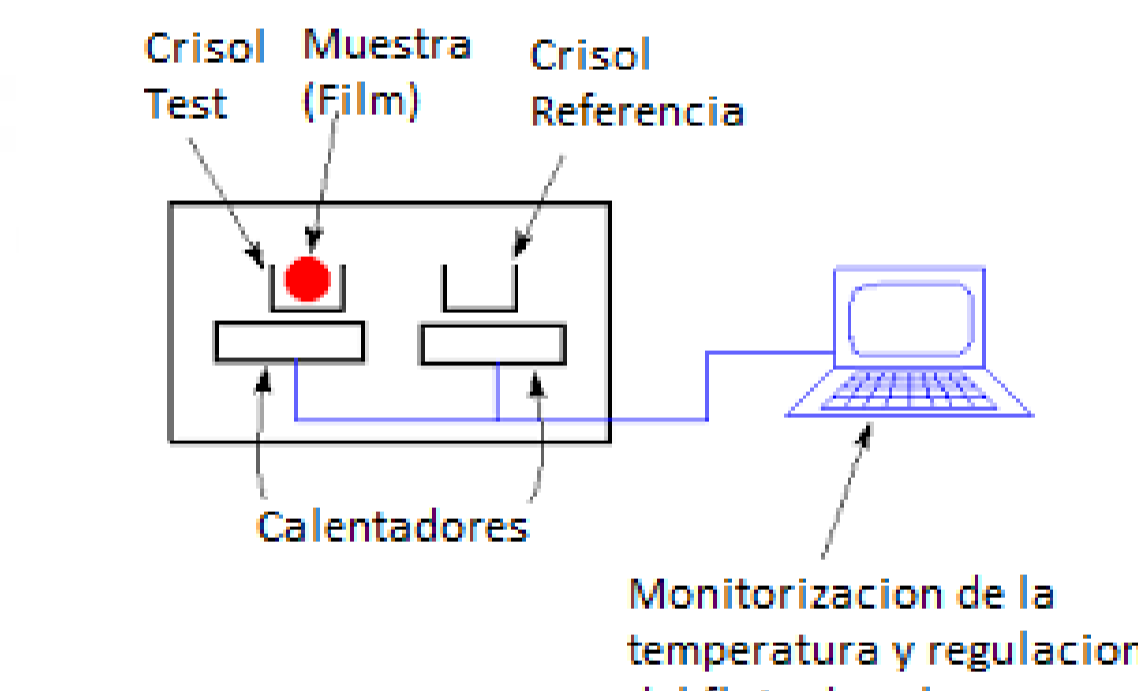 Crisol
Test
Muestra
(Film)
Crisol
Referencia
Calentadores
Monitorizacion de la
temperatura y regulacion